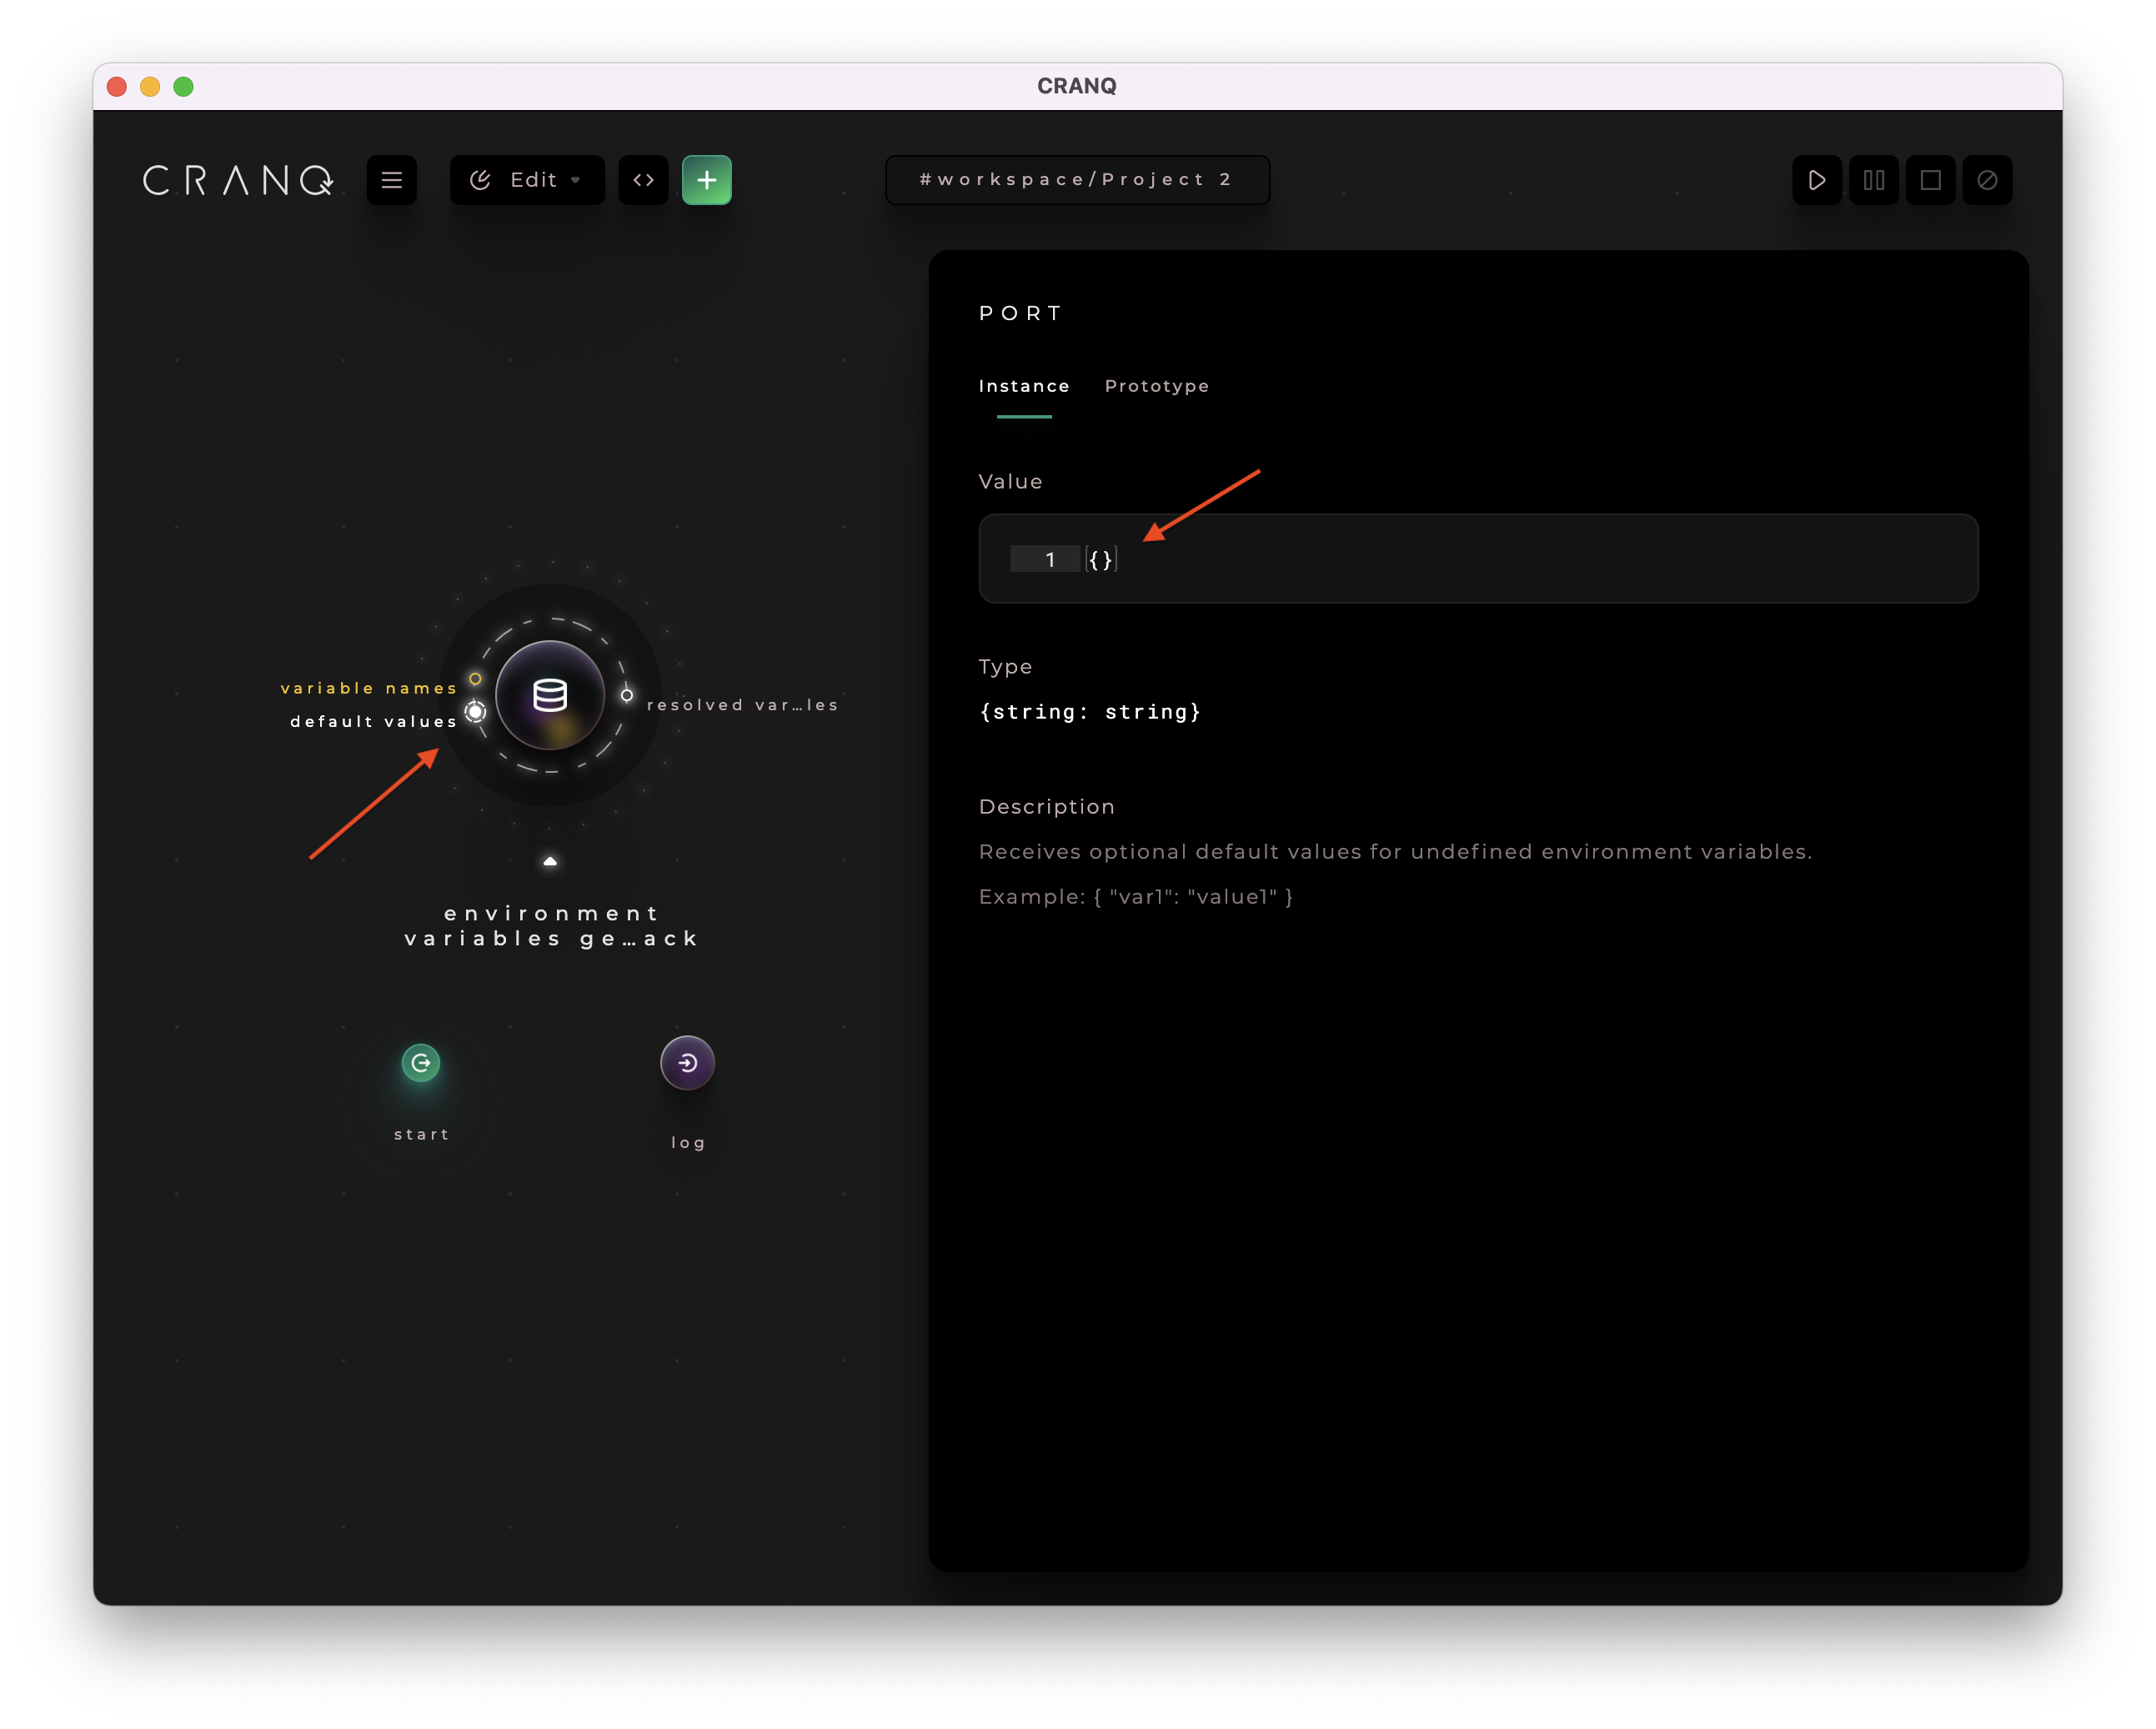 CRANQ
CRANQ
Edit
#workspace/Project 2
PORT
Instance Prototype
Value
1 {}
Type
{string: string}
Description
Receives optional default values for undefined environment variables.
Example: { "var1": "value1" }
variable names
default values
resolved var...les
environment
variables ge...ack
start
log